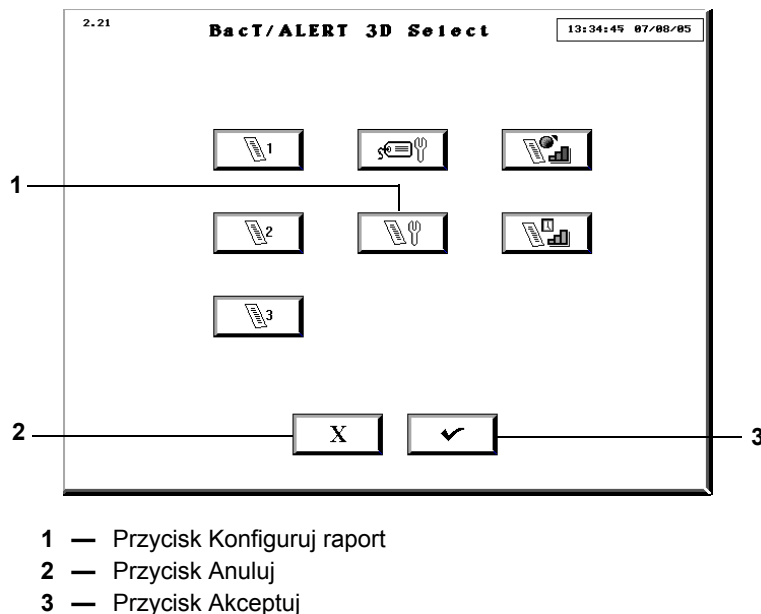 2.21
BacT/ALERT 3D Select
13:34:45 07/08/05
1
1
2
3
2
X
3
1 — Przycisk Konfiguruj raport
2 — Przycisk Anuluj
3 — Przycisk Akceptuj